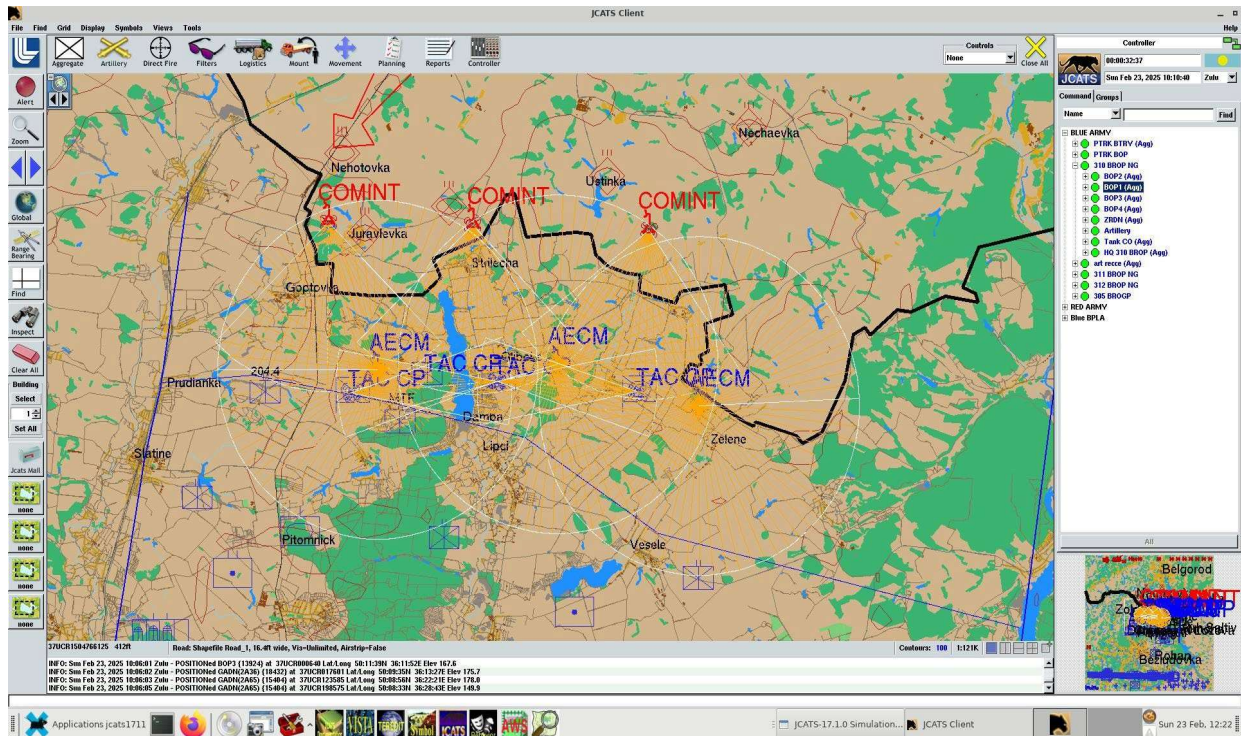 JCATS Client
File Find Grid Display Symbols Views Tools
Help
Aggregate Artillery Direct Fire Filters Logistics Mount Movement Planning Reports Controller
Controls
None
Close All
Alert
Zoom
Global
Range Bearing
Find
Inspect
Clear All
Building
Select
1
Set All
Jcats Mail
none
none
none
none
Nechaevka
Nehotovka
Ustinka
COMINT
COMINT
COMINT
Juravlevka
Strilecha
Goptovka
AECM
AECM
TAC CP
204.4
Prudianka
TAC CP
Damba
Lipci
Zelene
Slatine
Pitomnick
Vesele
37UCR1504766125 412ft
Road: Shapefile Road_1, 16.4ft wide, Vis=Unlimited, Airstrip=False
Contours: 100
1:121K
INFO: Sun Feb 23, 2025 10:06:01 Zulu - POSITIONed BOP3 (13924) at 37UCR000640 Lat/Long 50:11:39N 36:11:52E Elev 167.6
INFO: Sun Feb 23, 2025 10:06:02 Zulu - POSITIONed GADN(2A36) (18432) at 37UCR017601 Lat/Long 50:09:35N 36:13:27E Elev 175.7
INFO: Sun Feb 23, 2025 10:06:03 Zulu - POSITIONed GADN(2A65) (15404) at 37UCR123585 Lat/Long 50:08:56N 36:22:21E Elev 178.0
INFO: Sun Feb 23, 2025 10:06:05 Zulu - POSITIONed GADN(2A65) (15404) at 37UCR198575 Lat/Long 50:08:33N 36:28:43E Elev 149.9
Controller
JCATS
00:00:32:37
Sun Feb 23, 2025 10:10:40
Zulu
Command Groups
Name
Find
BLUE ARMY
PTRK BTRY (Agg)
PTRK BOP
310 BROP NG
BOP2 (Agg)
BOP1 (Agg)
BOP3 (Agg)
BOP4 (Agg)
ZRDN (Agg)
Artillery
Tank CO (Agg)
HQ 310 BROP (Agg)
art recce (Agg)
311 BROP NG
312 BROP NG
305 BROGP
RED ARMY
Blue BPLA
All
Belgorod
Rohan
Bezludovka
Applications jcats1711
VISTA
TEREDIT
Symbol
JCATS
AWS
JCATS-17.1.0 Simulation...
JCATS Client
Sun 23 Feb, 12:22